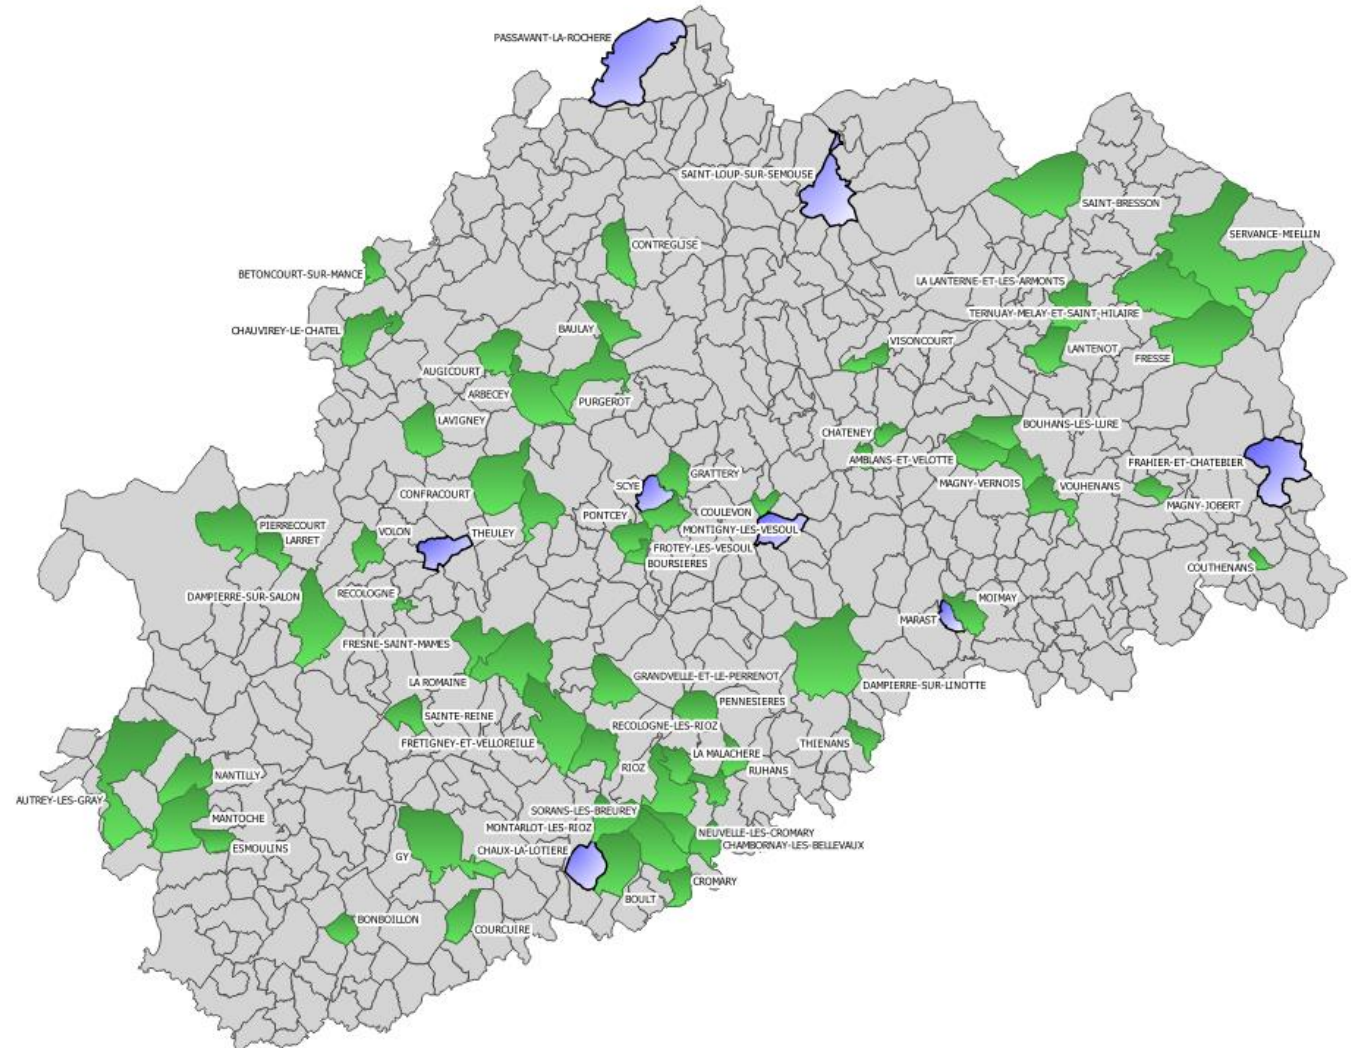 PASSAVANT-LA-ROCHERE
SAINT-LOUP-SUR-SEMOUSE
SAINT-BRESSON
SERVANCE-MIELLIN
CONTREGLISE
BETONCOURT-SUR-MANCE
LA LANTERNE-ET-LES-ARMONTS
TERNUAY-MELAY-ET-SAINT-HILAIRE
CHAUVIREY-LE-CHATEL
BAULAY
VISONCOURT
LANTENOT
FRESSE
AUGICOURT
ARBECEY
PURGEROT
LAVIGNEY
BOUHANS-LES-LURE
CHATENEY
AMBLANS-ET-VELOTTE
FRAHIER-ET-CHATEBIER
GRATTERY
SCYE
MAGNY-VERNOIS
VOUHENANS
CONFRACOURT
MAGNY-JOBERT
COULEVON
PONTCEY
PIERRECOURT
MONTIGNY-LES-VESOUL
VOLON
THEULEY
LARRET
FROTEY-LES-VESOUL
BOURSIERES
COUTHENANS
RECOLOGNE
DAMPIERRE-SUR-SALON
MOIMAY
MARAST
FRESNE-SAINT-MAMES
GRANDVELLE-ET-LE-PERRENOT
LA ROMAINE
DAMPIERRE-SUR-LINOTTE
PENNESIERES
SAINTE-REINE
RECOLOGNE-LES-RIOZ
FRETIGNEY-ET-VELLOREILLE
THIENANS
LA MALACHERE
RIOZ
RUHANS
NANTILLY
AUTREY-LES-GRAY
SORANS-LES-BREUREY
MANTOCHE
MONTARLOT-LES-RIOZ
NEUVELLE-LES-CROMARY
CHAMBORNAY-LES-BELLEVAUX
ESMOULINS
CHAUX-LA-LOTIERE
GY
CROMARY
BOULT
BONBOILLON
COURCUIRE